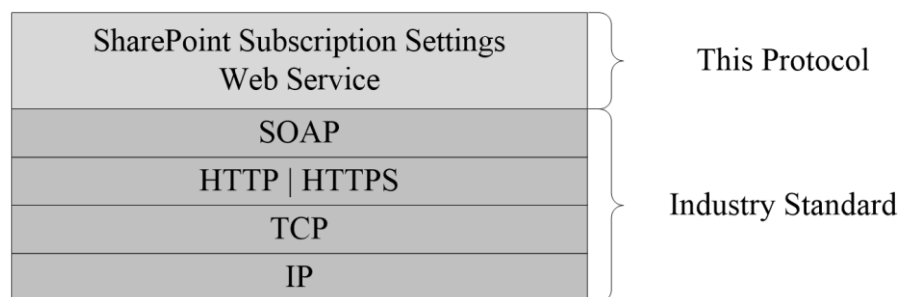 SharePoint Subscription Settings
Web Service
This Protocol
SOAP
HTTP | HTTPS
TCP
IP
Industry Standard